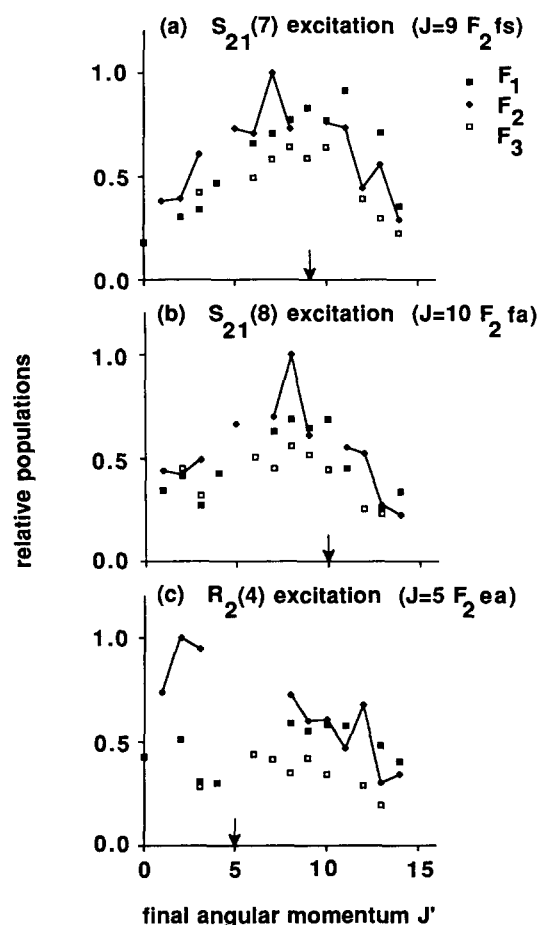 (a) S21(7) excitation (J=9 F2 fs)
F1
F2
F3
1.0
0.5
0.0
(b) S21(8) excitation (J=10 F2 fa)
1.0
0.5
0.0
relative populations
(c) R2(4) excitation (J=5 F2 ea)
1.0
0.5
0.0
0 5 10 15
final angular momentum J'